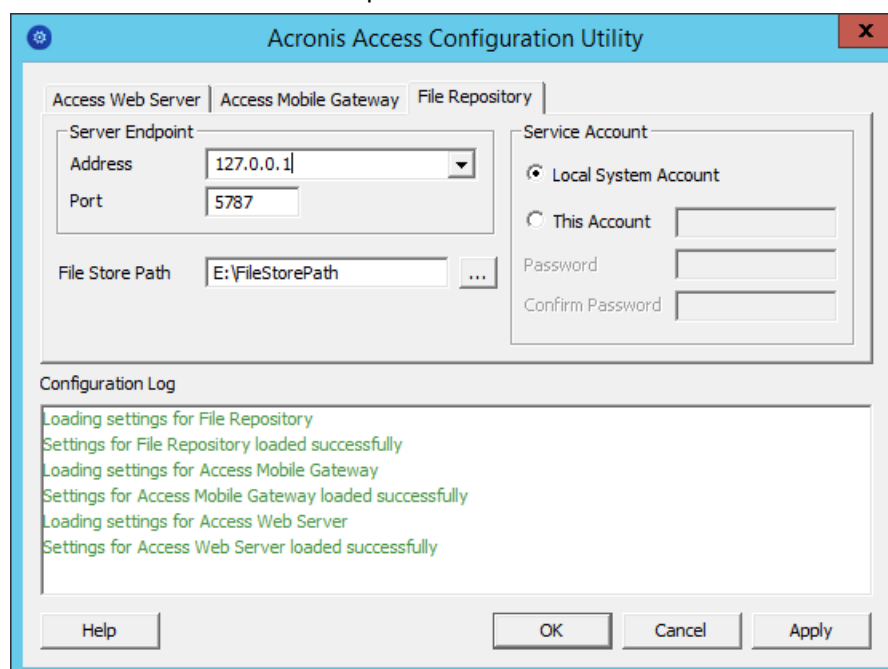 Acronis Access Configuration Utility
x
Access Web Server
Access Mobile Gateway
File Repository
Server Endpoint
Address
127.0.0.1
Port
5787
File Store Path
E:\FileStorePath
...
Service Account
Local System Account
This Account
Password
Confirm Password
Configuration Log
Loading settings for File Repository
Settings for File Repository loaded successfully
Loading settings for Access Mobile Gateway
Settings for Access Mobile Gateway loaded successfully
Loading settings for Access Web Server
Settings for Access Web Server loaded successfully
Help
OK
Cancel
Apply